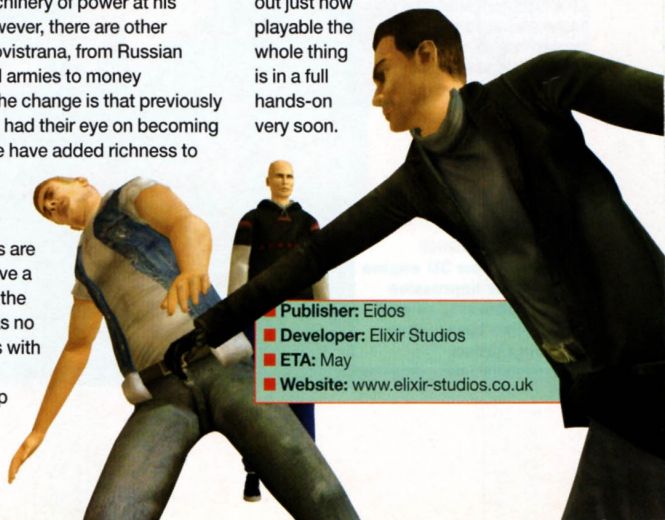 chinery of power at his
wever, there are other
ovistrana, from Russian
armies to money
he change is that previously
had their eye on becoming
e have added richness to
s are
ve a
the
as no
s with
p
out just how
playable the
whole thing
is in a full
hands-on
very soon.
Publisher: Eidos
Developer: Elixir Studios
ETA: May
Website: www.elixir-studios.co.uk